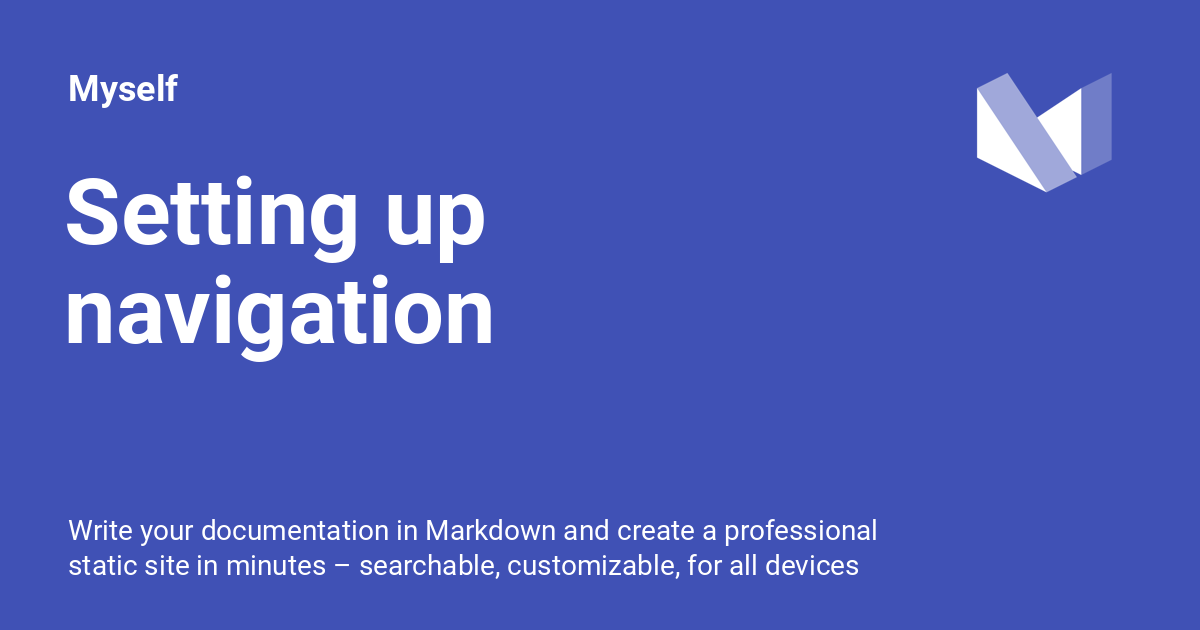 Myself
Setting up
navigation
Write your documentation in Markdown and create a professional
static site in minutes – searchable, customizable, for all devices